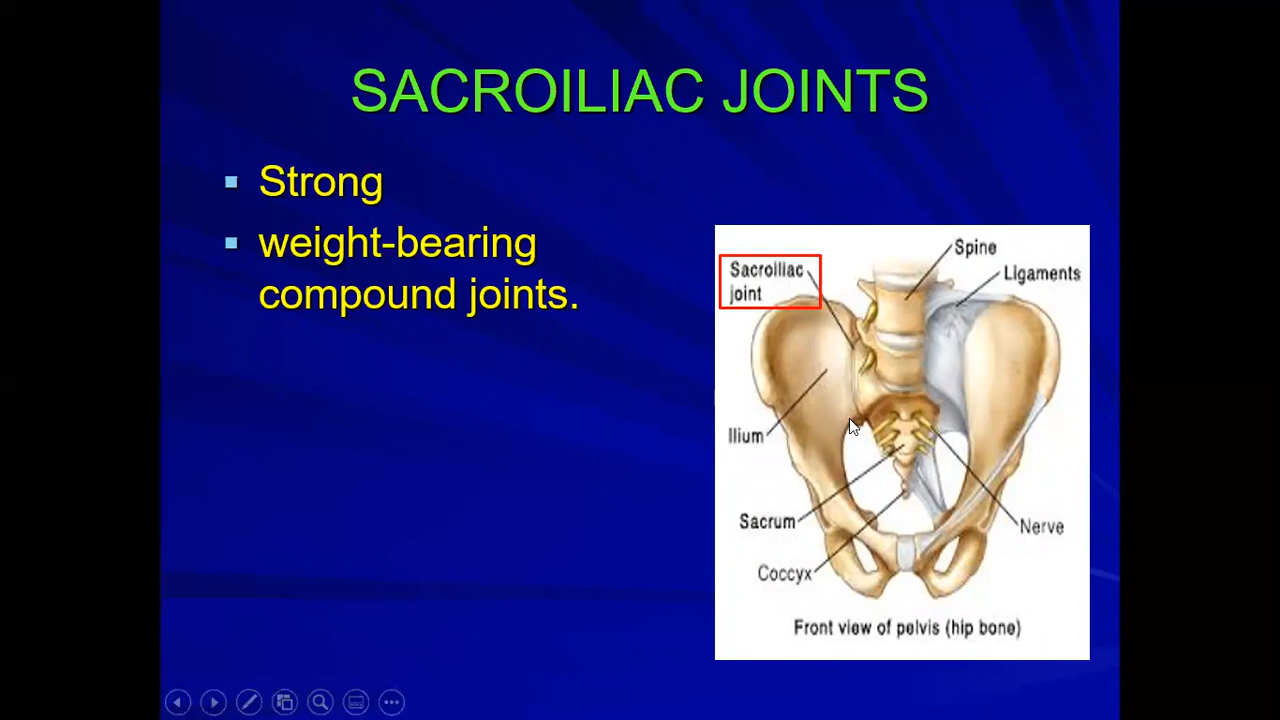 SACROILIAC JOINTS
Strong
weight-bearing
compound joints.
Spine
Sacroiliac
joint
Ligaments
Ilium
Sacrum
Nerve
Coccyx
Front view of pelvis (hip bone)